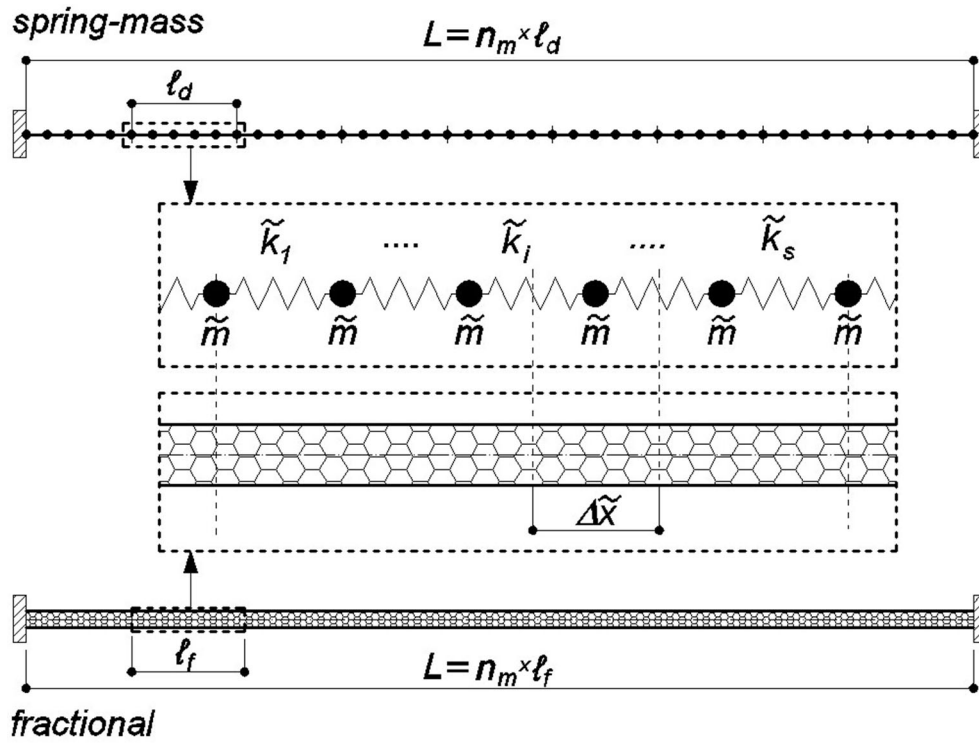 spring-mass
L = n_m × ℓ_d
ℓ_d
k̃_1 .... k̃_i .... k̃_s
m̃ m̃ m̃ m̃ m̃ m̃
Δx̃
ℓ_f
L = n_m × ℓ_f
fractional